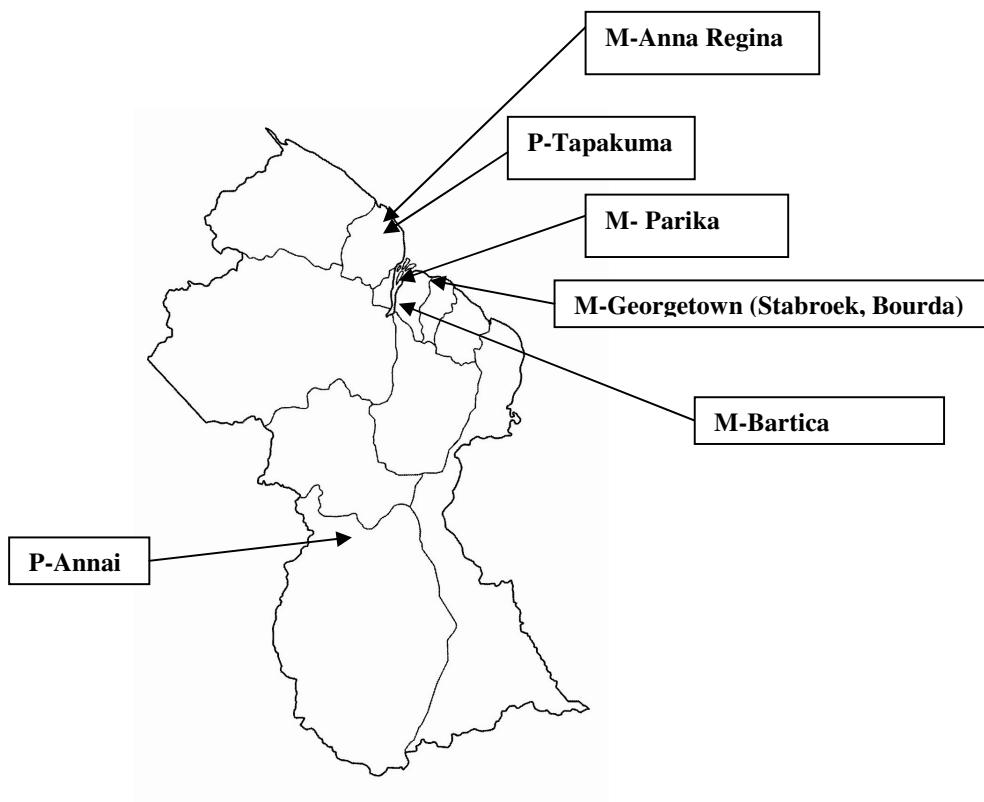 M-Anna Regina
P-Tapakuma
M- Parika
M-Georgetown (Stabroek, Bourda)
M-Bartica
P-Annai